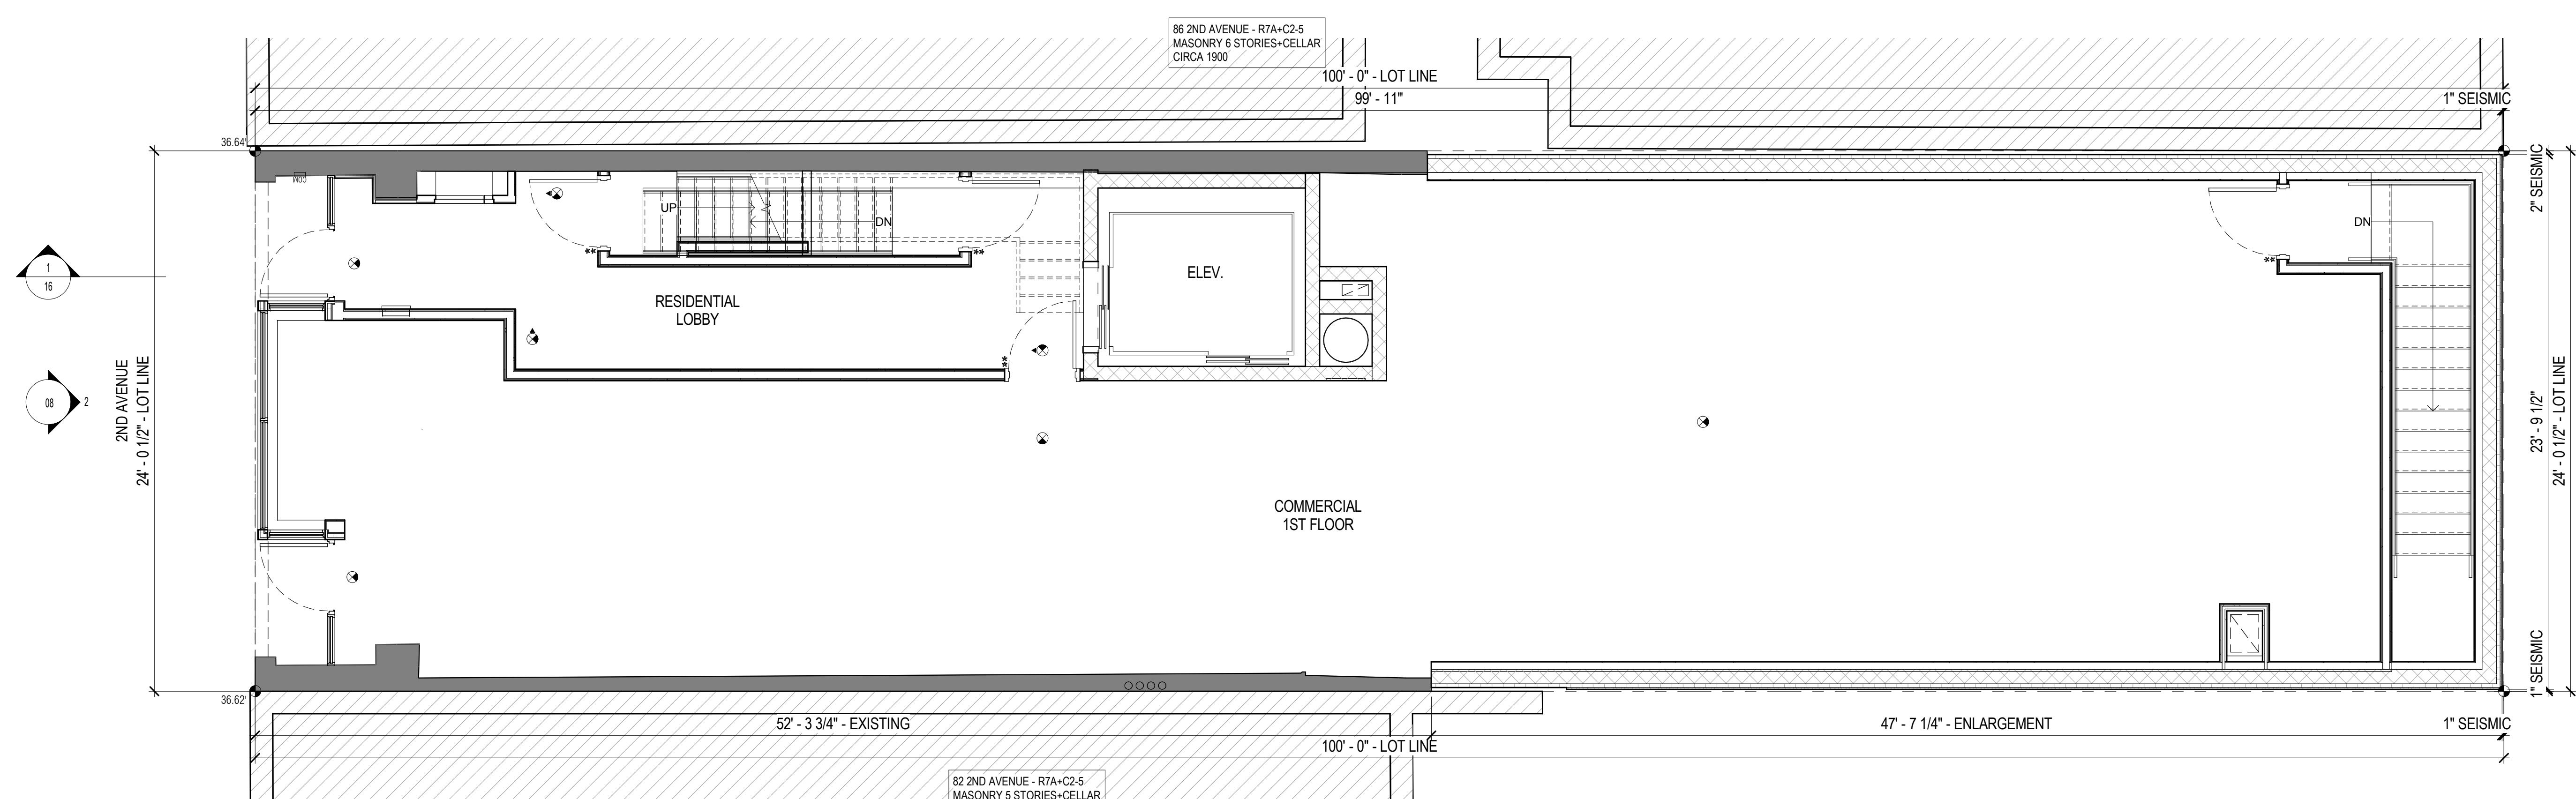 86 2ND AVENUE - R7A+C2-5
MASONRY 6 STORIES+CELLAR
CIRCA 1900
100' - 0" - LOT LINE
99' - 11"
1" SEISMIC
36.64'
COM
2" SEISMIC
UP
DN
DN
1
16
ELEV.
RESIDENTIAL
LOBBY
**
**
**
**
08
2
2ND AVENUE
24' - 0 1/2" - LOT LINE
23' - 9 1/2"
24' - 0 1/2" - LOT LINE
COMMERCIAL
1ST FLOOR
1" SEISMIC
36.62'
52' - 3 3/4" - EXISTING
47' - 7 1/4" - ENLARGEMENT
1" SEISMIC
100' - 0" - LOT LINE
82 2ND AVENUE - R7A+C2-5
MASONRY 5 STORIES+CELLAR